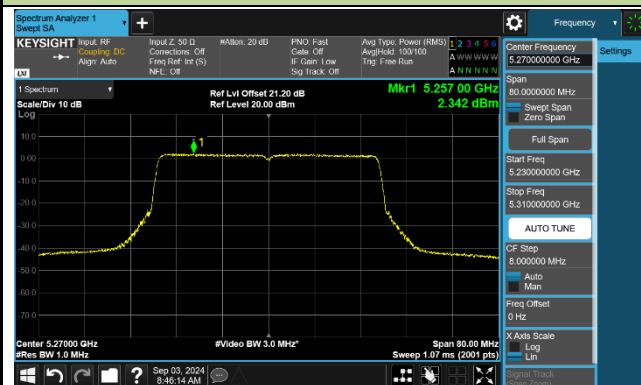 Spectrum Analyzer 1
Swept SA
+
Frequency
KEYSIGHT
Input: RF
Coupling: DC
Align: Auto
Input Z: 50 Ω
Corrections: Off
Freq Ref: Int (S)
NFE: Off
#Atten: 20 dB
PNO: Fast
Gate: Off
IF Gain: Low
Sig Track: Off
Avg Type: Power (RMS)
Avg|Hold: 100/100
Trig: Free Run
1 2 3 4 5 6
A W W W W W
A N N N N N
LXI
1 Spectrum
Scale/Div 10 dB
Log
Ref Lvl Offset 21.20 dB
Ref Level 20.00 dBm
Mkr1 5.257 00 GHz
2.342 dBm
10.0
0.00
-10.0
-20.0
-30.0
-40.0
-50.0
-60.0
-70.0
1
Center 5.27000 GHz
#Res BW 1.0 MHz
#Video BW 3.0 MHz*
Span 80.00 MHz
Sweep 1.07 ms (2001 pts)
Center Frequency
5.270000000 GHz
Span
80.0000000 MHz
Swept Span
Zero Span
Full Span
Start Freq
5.230000000 GHz
Stop Freq
5.310000000 GHz
AUTO TUNE
CF Step
8.000000 MHz
Auto
Man
Freq Offset
0 Hz
X Axis Scale
Log
Lin
Signal Track
(Span Zoom)
Settings
?
Sep 03, 2024
8:46:14 AM